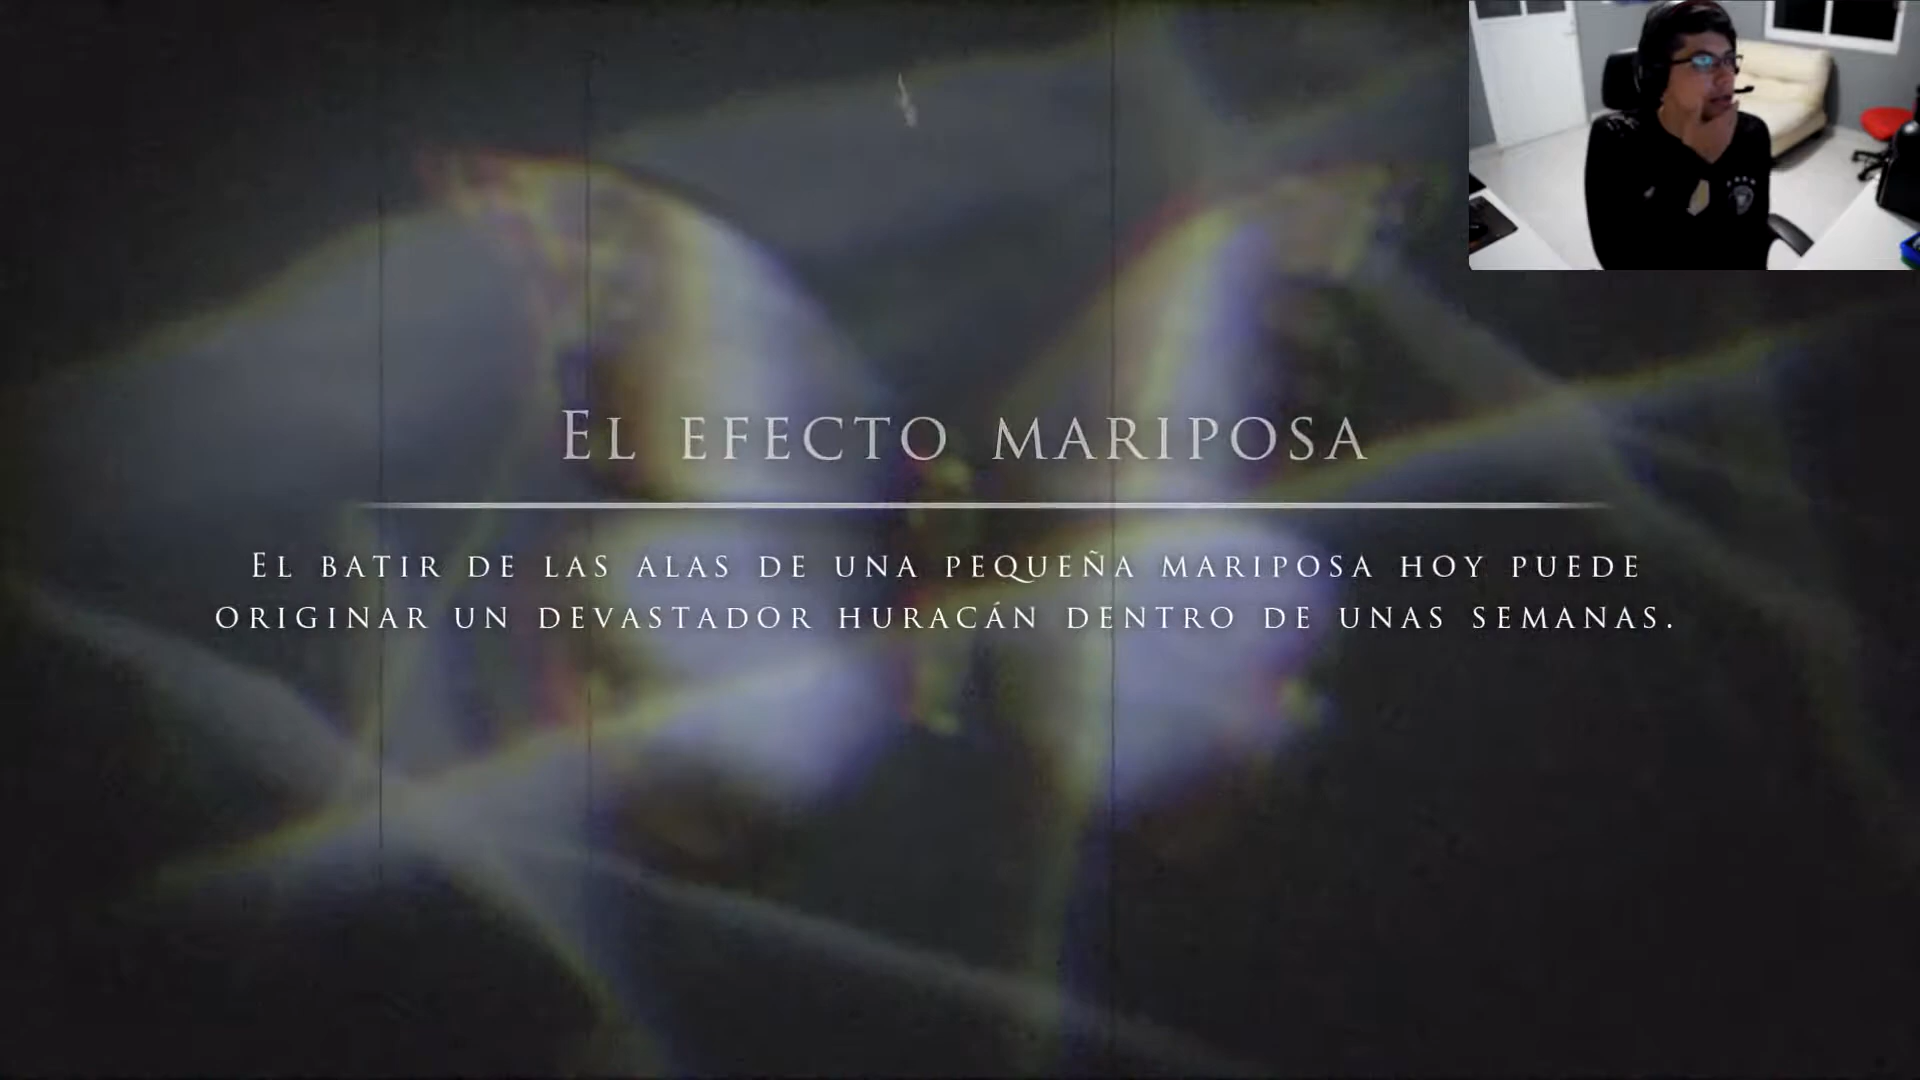 El efecto mariposa
El batir de las alas de una pequeña mariposa hoy puede
originar un devastador huracán dentro de unas semanas.